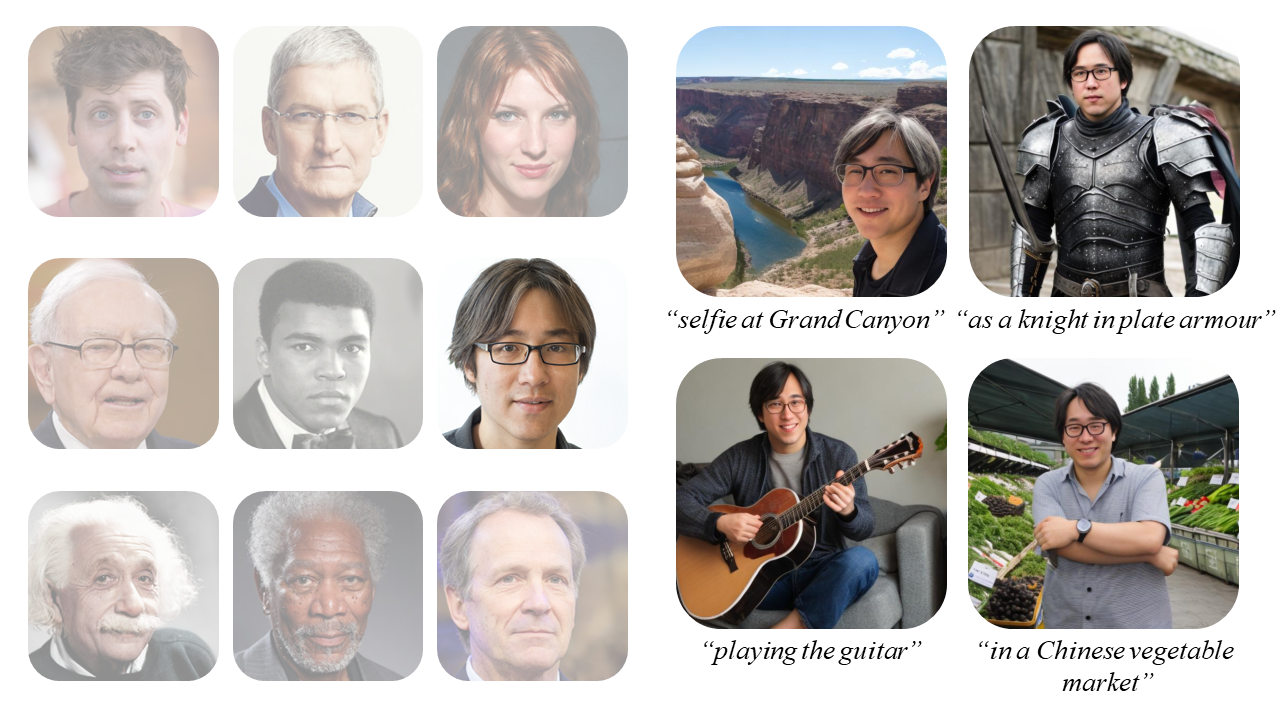 “selfie at Grand Canyon”
“as a knight in plate armour”
“playing the guitar”
“in a Chinese vegetable
market”